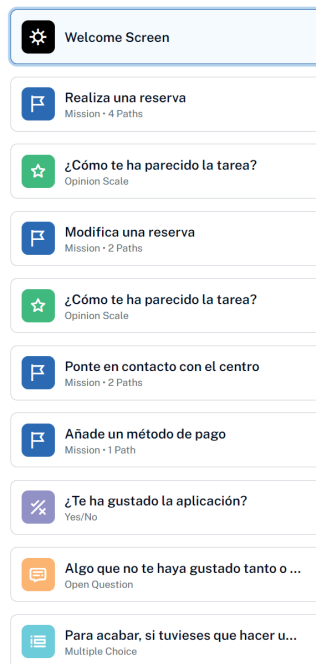 Welcome Screen
Realiza una reserva
Mission • 4 Paths
¿Cómo te ha parecido la tarea?
Opinion Scale
Modifica una reserva
Mission • 2 Paths
¿Cómo te ha parecido la tarea?
Opinion Scale
Ponte en contacto con el centro
Mission • 2 Paths
Añade un método de pago
Mission • 1 Path
¿Te ha gustado la aplicación?
Yes/No
Algo que no te haya gustado tanto o ...
Open Question
Para acabar, si tuvieses que hacer u...
Multiple Choice